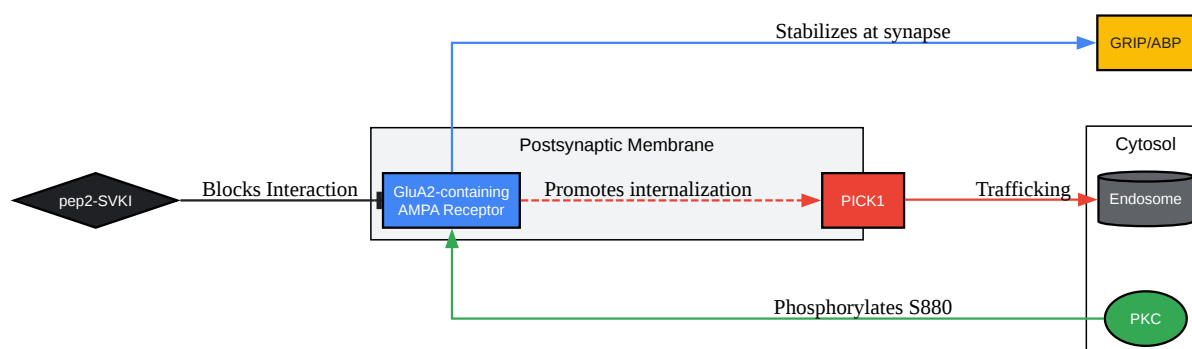 Stabilizes at synapse
GRIP/ABP
Postsynaptic Membrane
Cytosol
pep2-SVKI
Blocks Interaction
GluA2-containing
AMPA Receptor
Promotes internalization
PICK1
Trafficking
Endosome
Phosphorylates S880
PKC